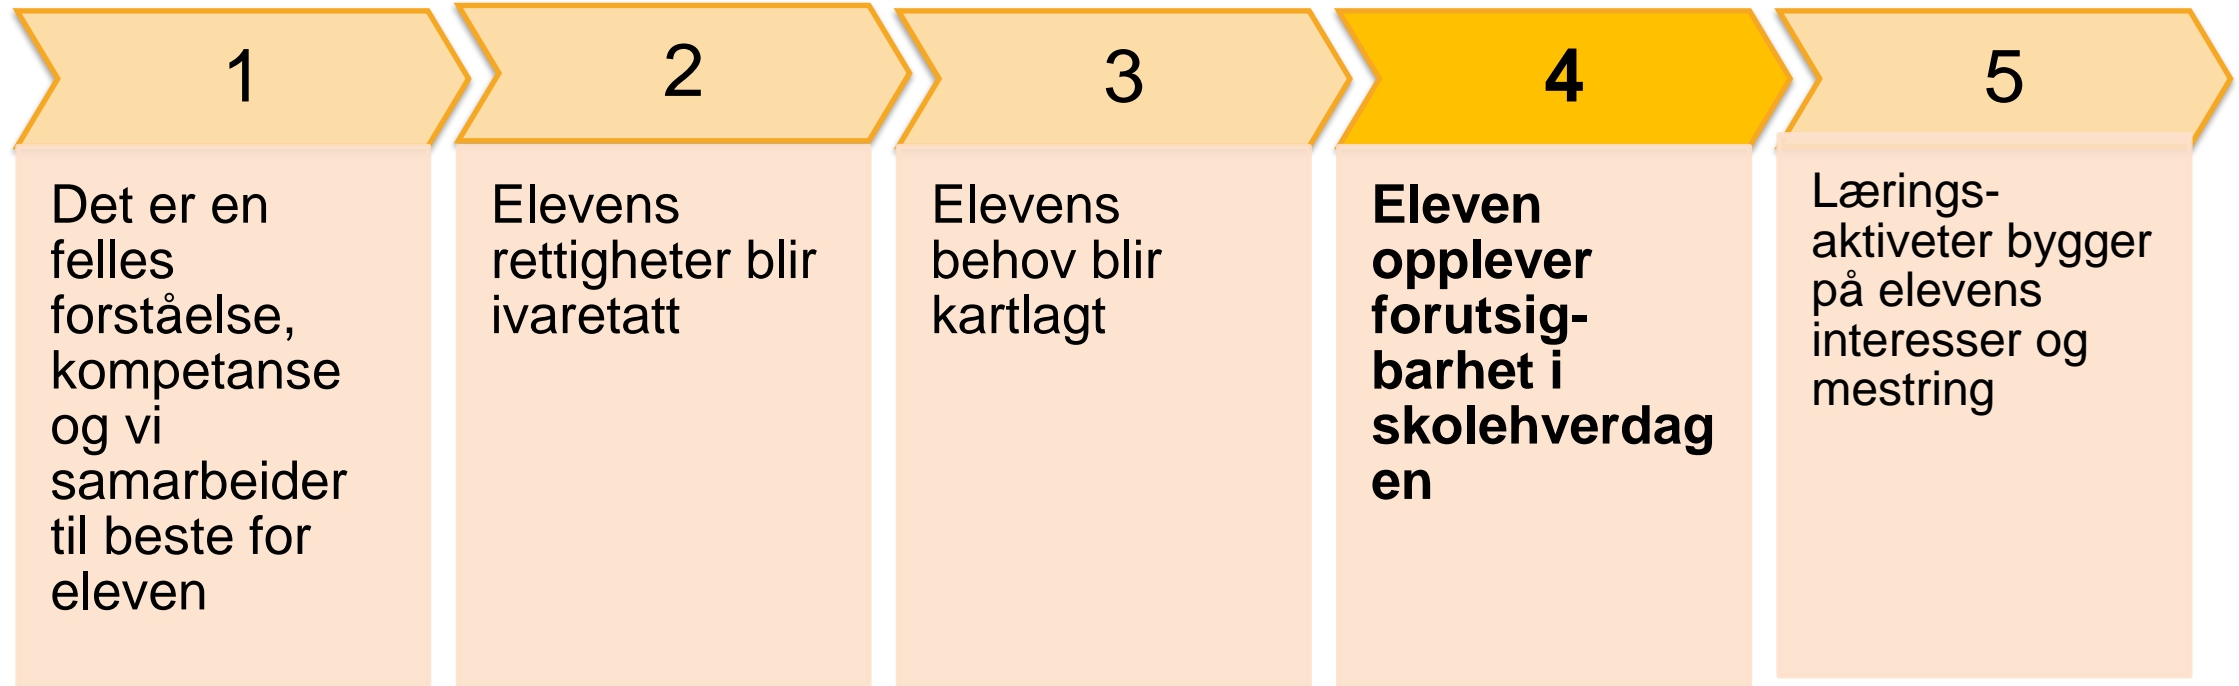 1
Det er en
felles
forståelse,
kompetanse
og vi
samarbeider
til beste for
eleven
2
Elevens
rettigheter blir
ivaretatt
3
Elevens
behov blir
kartlagt
4
Eleven
opplever
forutsig-
barhet i
skolehverdag
en
5
Lærings-
aktiveter bygger
på elevens
interesser og
mestring